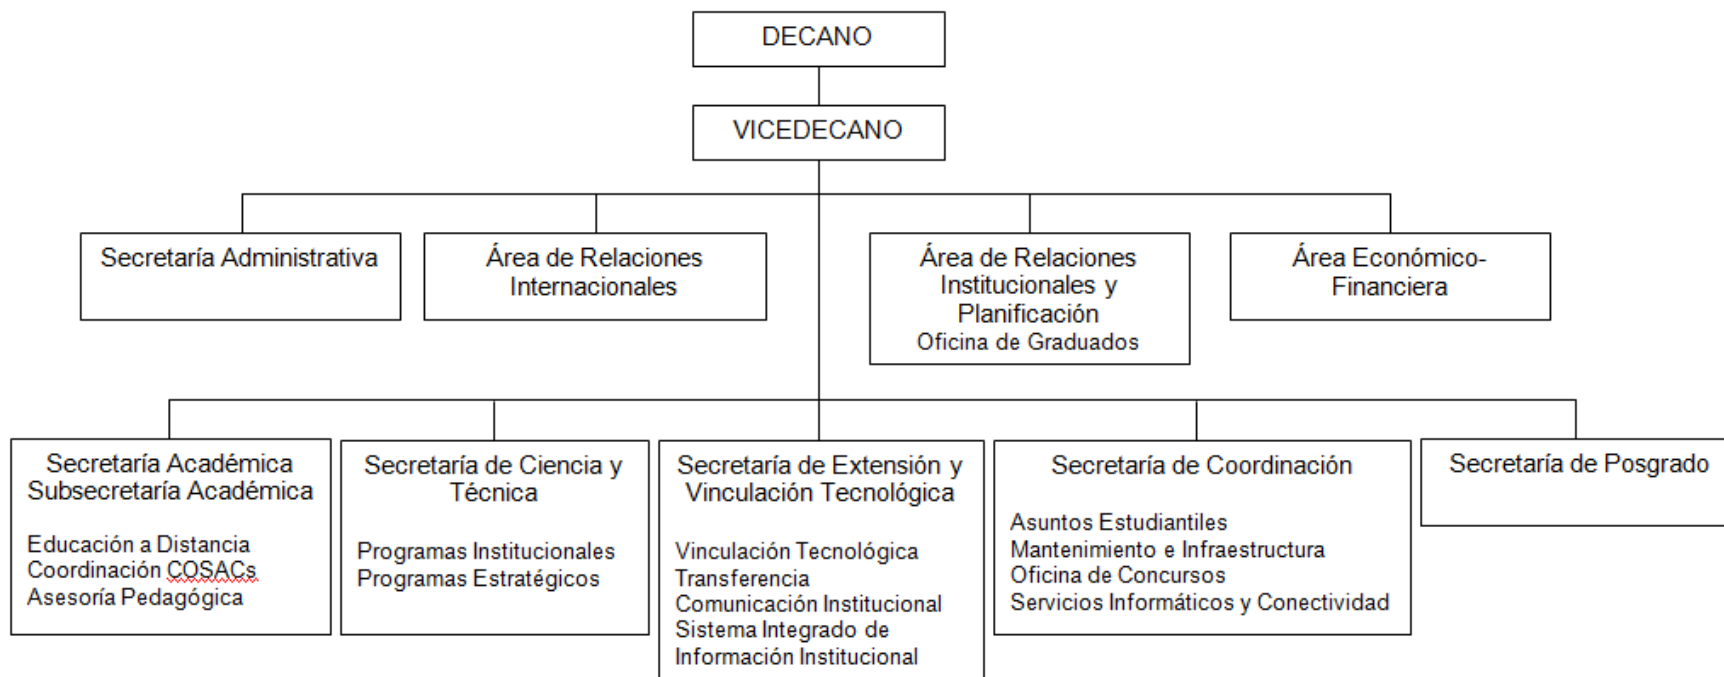 DECANO
VICEDECANO
Secretaría Administrativa
Área de Relaciones
Internacionales
Área de Relaciones
Institucionales y
Planificación
Oficina de Graduados
Área Económico-
Financiera
Secretaría Académica
Subsecretaría Académica
Educación a Distancia
Coordinación COSACs
Asesoría Pedagógica
Secretaría de Ciencia y
Técnica
Programas Institucionales
Programas Estratégicos
Secretaría de Extensión y
Vinculación Tecnológica
Vinculación Tecnológica
Transferencia
Comunicación Institucional
Sistema Integrado de
Información Institucional
Secretaría de Coordinación
Asuntos Estudiantiles
Mantenimiento e Infraestructura
Oficina de Concursos
Servicios Informáticos y Conectividad
Secretaría de Posgrado